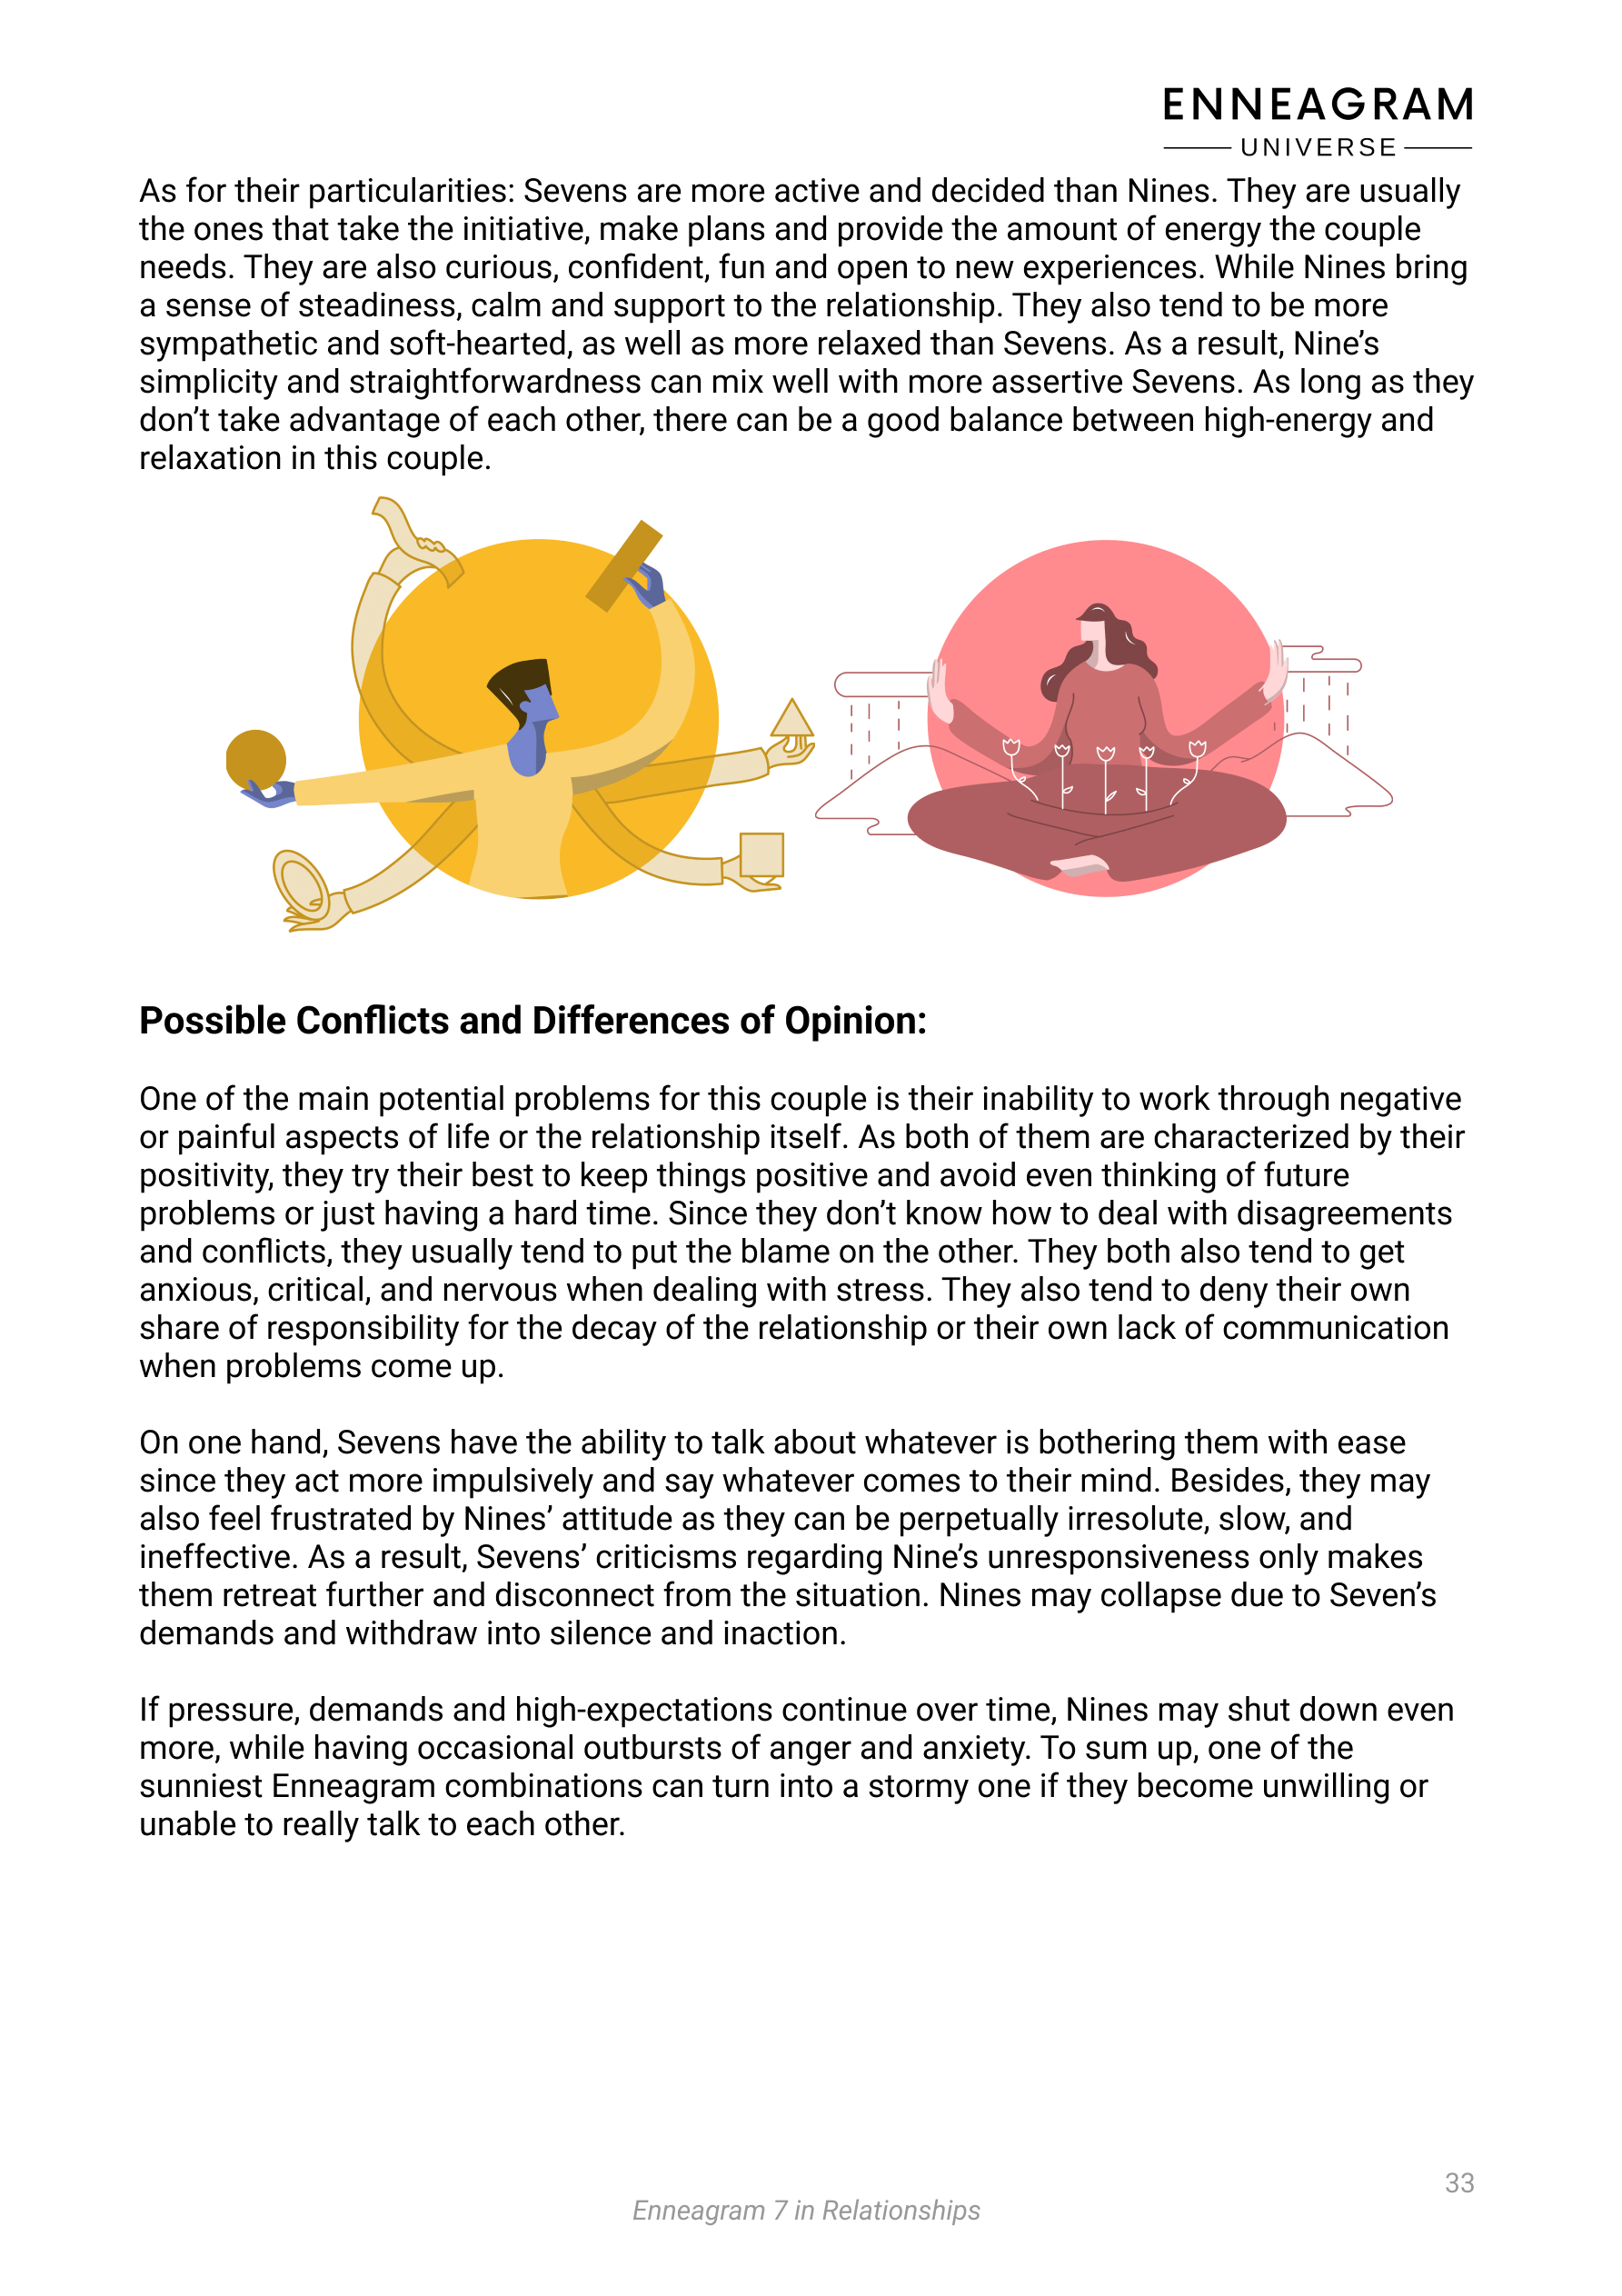 ENNEAGRAM
UNIVERSE
As for their particularities: Sevens are more active and decided than Nines. They are usually
the ones that take the initiative, make plans and provide the amount of energy the couple
needs. They are also curious, confident, fun and open to new experiences. While Nines bring
a sense of steadiness, calm and support to the relationship. They also tend to be more
sympathetic and soft-hearted, as well as more relaxed than Sevens. As a result, Nine’s
simplicity and straightforwardness can mix well with more assertive Sevens. As long as they
don’t take advantage of each other, there can be a good balance between high-energy and
relaxation in this couple.
Possible Conflicts and Differences of Opinion:
One of the main potential problems for this couple is their inability to work through negative
or painful aspects of life or the relationship itself. As both of them are characterized by their
positivity, they try their best to keep things positive and avoid even thinking of future
problems or just having a hard time. Since they don’t know how to deal with disagreements
and conflicts, they usually tend to put the blame on the other. They both also tend to get
anxious, critical, and nervous when dealing with stress. They also tend to deny their own
share of responsibility for the decay of the relationship or their own lack of communication
when problems come up.
On one hand, Sevens have the ability to talk about whatever is bothering them with ease
since they act more impulsively and say whatever comes to their mind. Besides, they may
also feel frustrated by Nines’ attitude as they can be perpetually irresolute, slow, and
ineffective. As a result, Sevens’ criticisms regarding Nine’s unresponsiveness only makes
them retreat further and disconnect from the situation. Nines may collapse due to Seven’s
demands and withdraw into silence and inaction.
If pressure, demands and high-expectations continue over time, Nines may shut down even
more, while having occasional outbursts of anger and anxiety. To sum up, one of the
sunniest Enneagram combinations can turn into a stormy one if they become unwilling or
unable to really talk to each other.
33
Enneagram 7 in Relationships